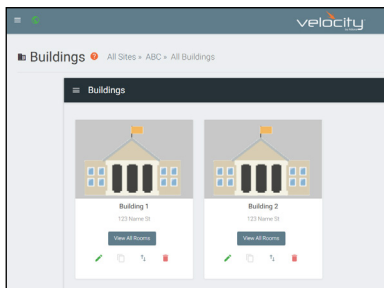 velocity
Buildings ? All Sites » ABC » All Buildings
Buildings
Building 1
123 Name St
View All Rooms
Building 2
123 Name St
View All Rooms